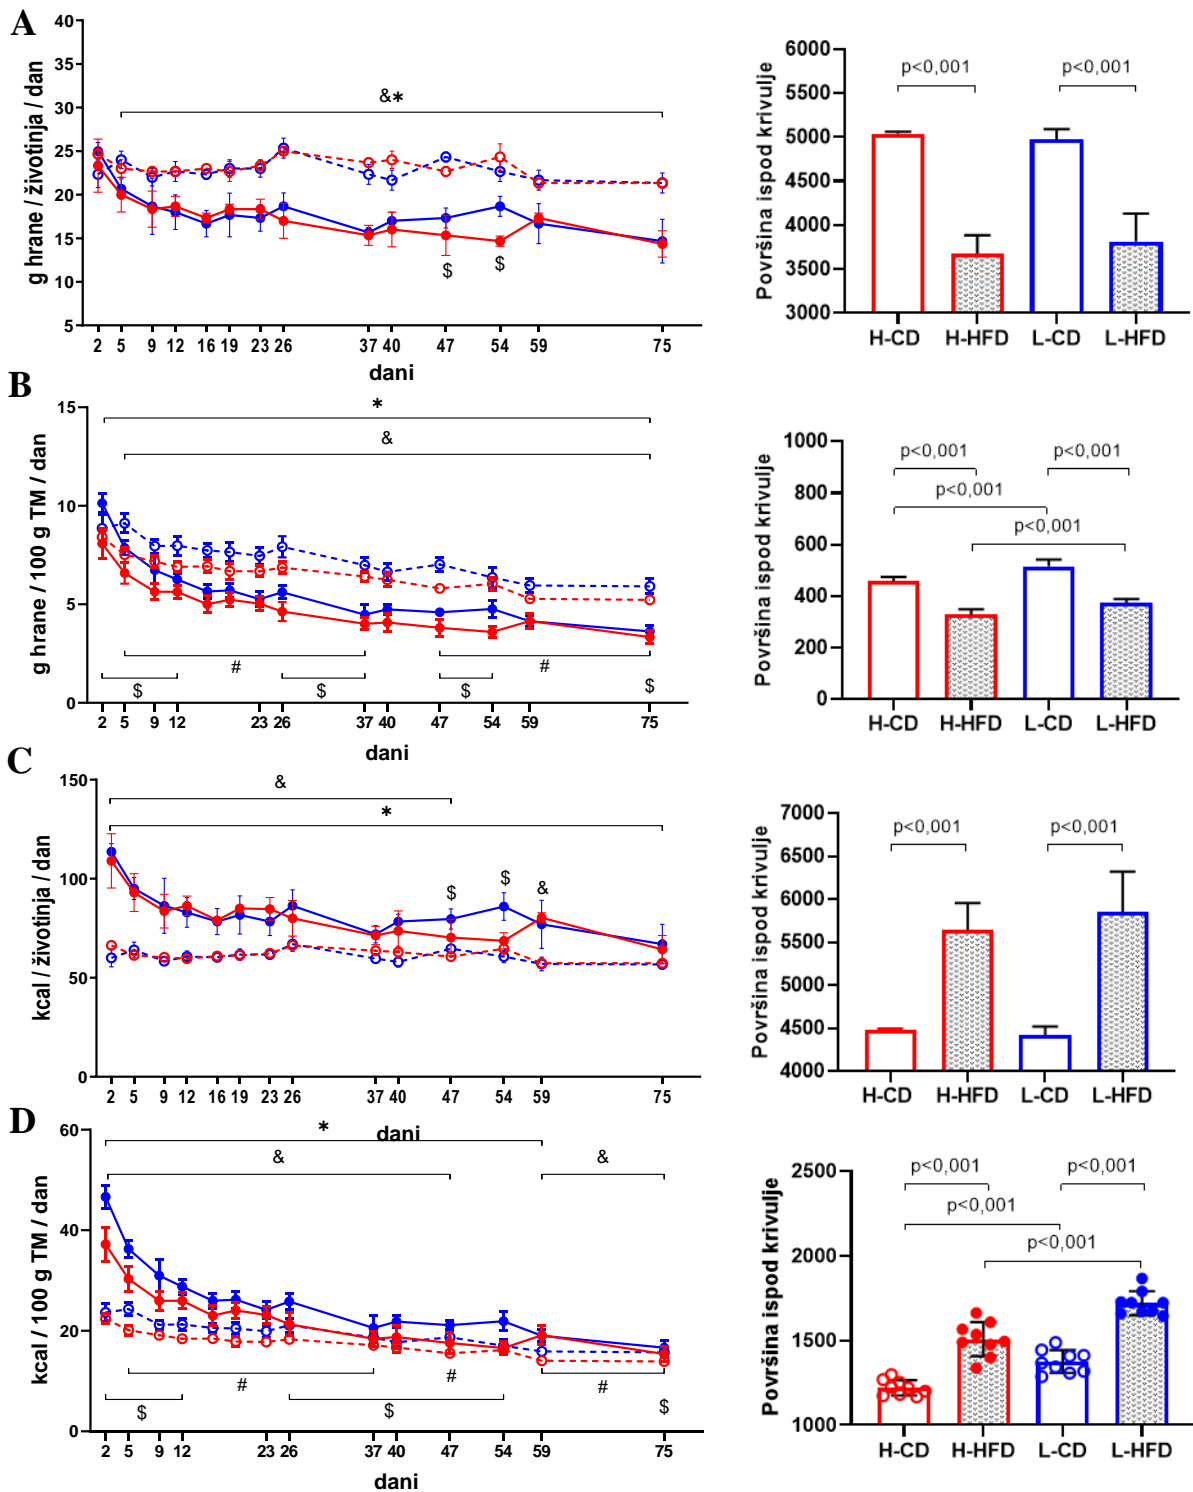 A
g hrane / životinja / dan
40
35
30
25
20
15
10
5
&*
$ $
2 5 9 12 16 19 23 26 37 40 47 54 59 75
dani
Površina ispod krivulje
6000
5500
5000
4500
4000
3500
3000
p<0,001 p<0,001
H-CD H-HFD L-CD L-HFD
B
g hrane / 100 g TM / dan
15
10
5
0
*
&
# #
$ $ $ $
2 5 9 12 23 26 37 40 47 54 59 75
dani
Površina ispod krivulje
1000
800
600
400
200
0
p<0,001 p<0,001
p<0,001
p<0,001
H-CD H-HFD L-CD L-HFD
C
kcal / životinja / dan
150
100
50
0
&
*
$ $ &
2 5 9 12 16 19 23 26 37 40 47 54 59 75
dani
Površina ispod krivulje
7000
6500
6000
5500
5000
4500
4000
p<0,001 p<0,001
H-CD H-HFD L-CD L-HFD
D
kcal / 100 g TM / dan
60
40
20
0
*
& &
# # #
$ $ $
2 5 9 12 23 26 37 40 47 54 59 75
dani
Površina ispod krivulje
2500
2000
1500
1000
p<0,001 p<0,001
p<0,001
p<0,001
H-CD H-HFD L-CD L-HFD